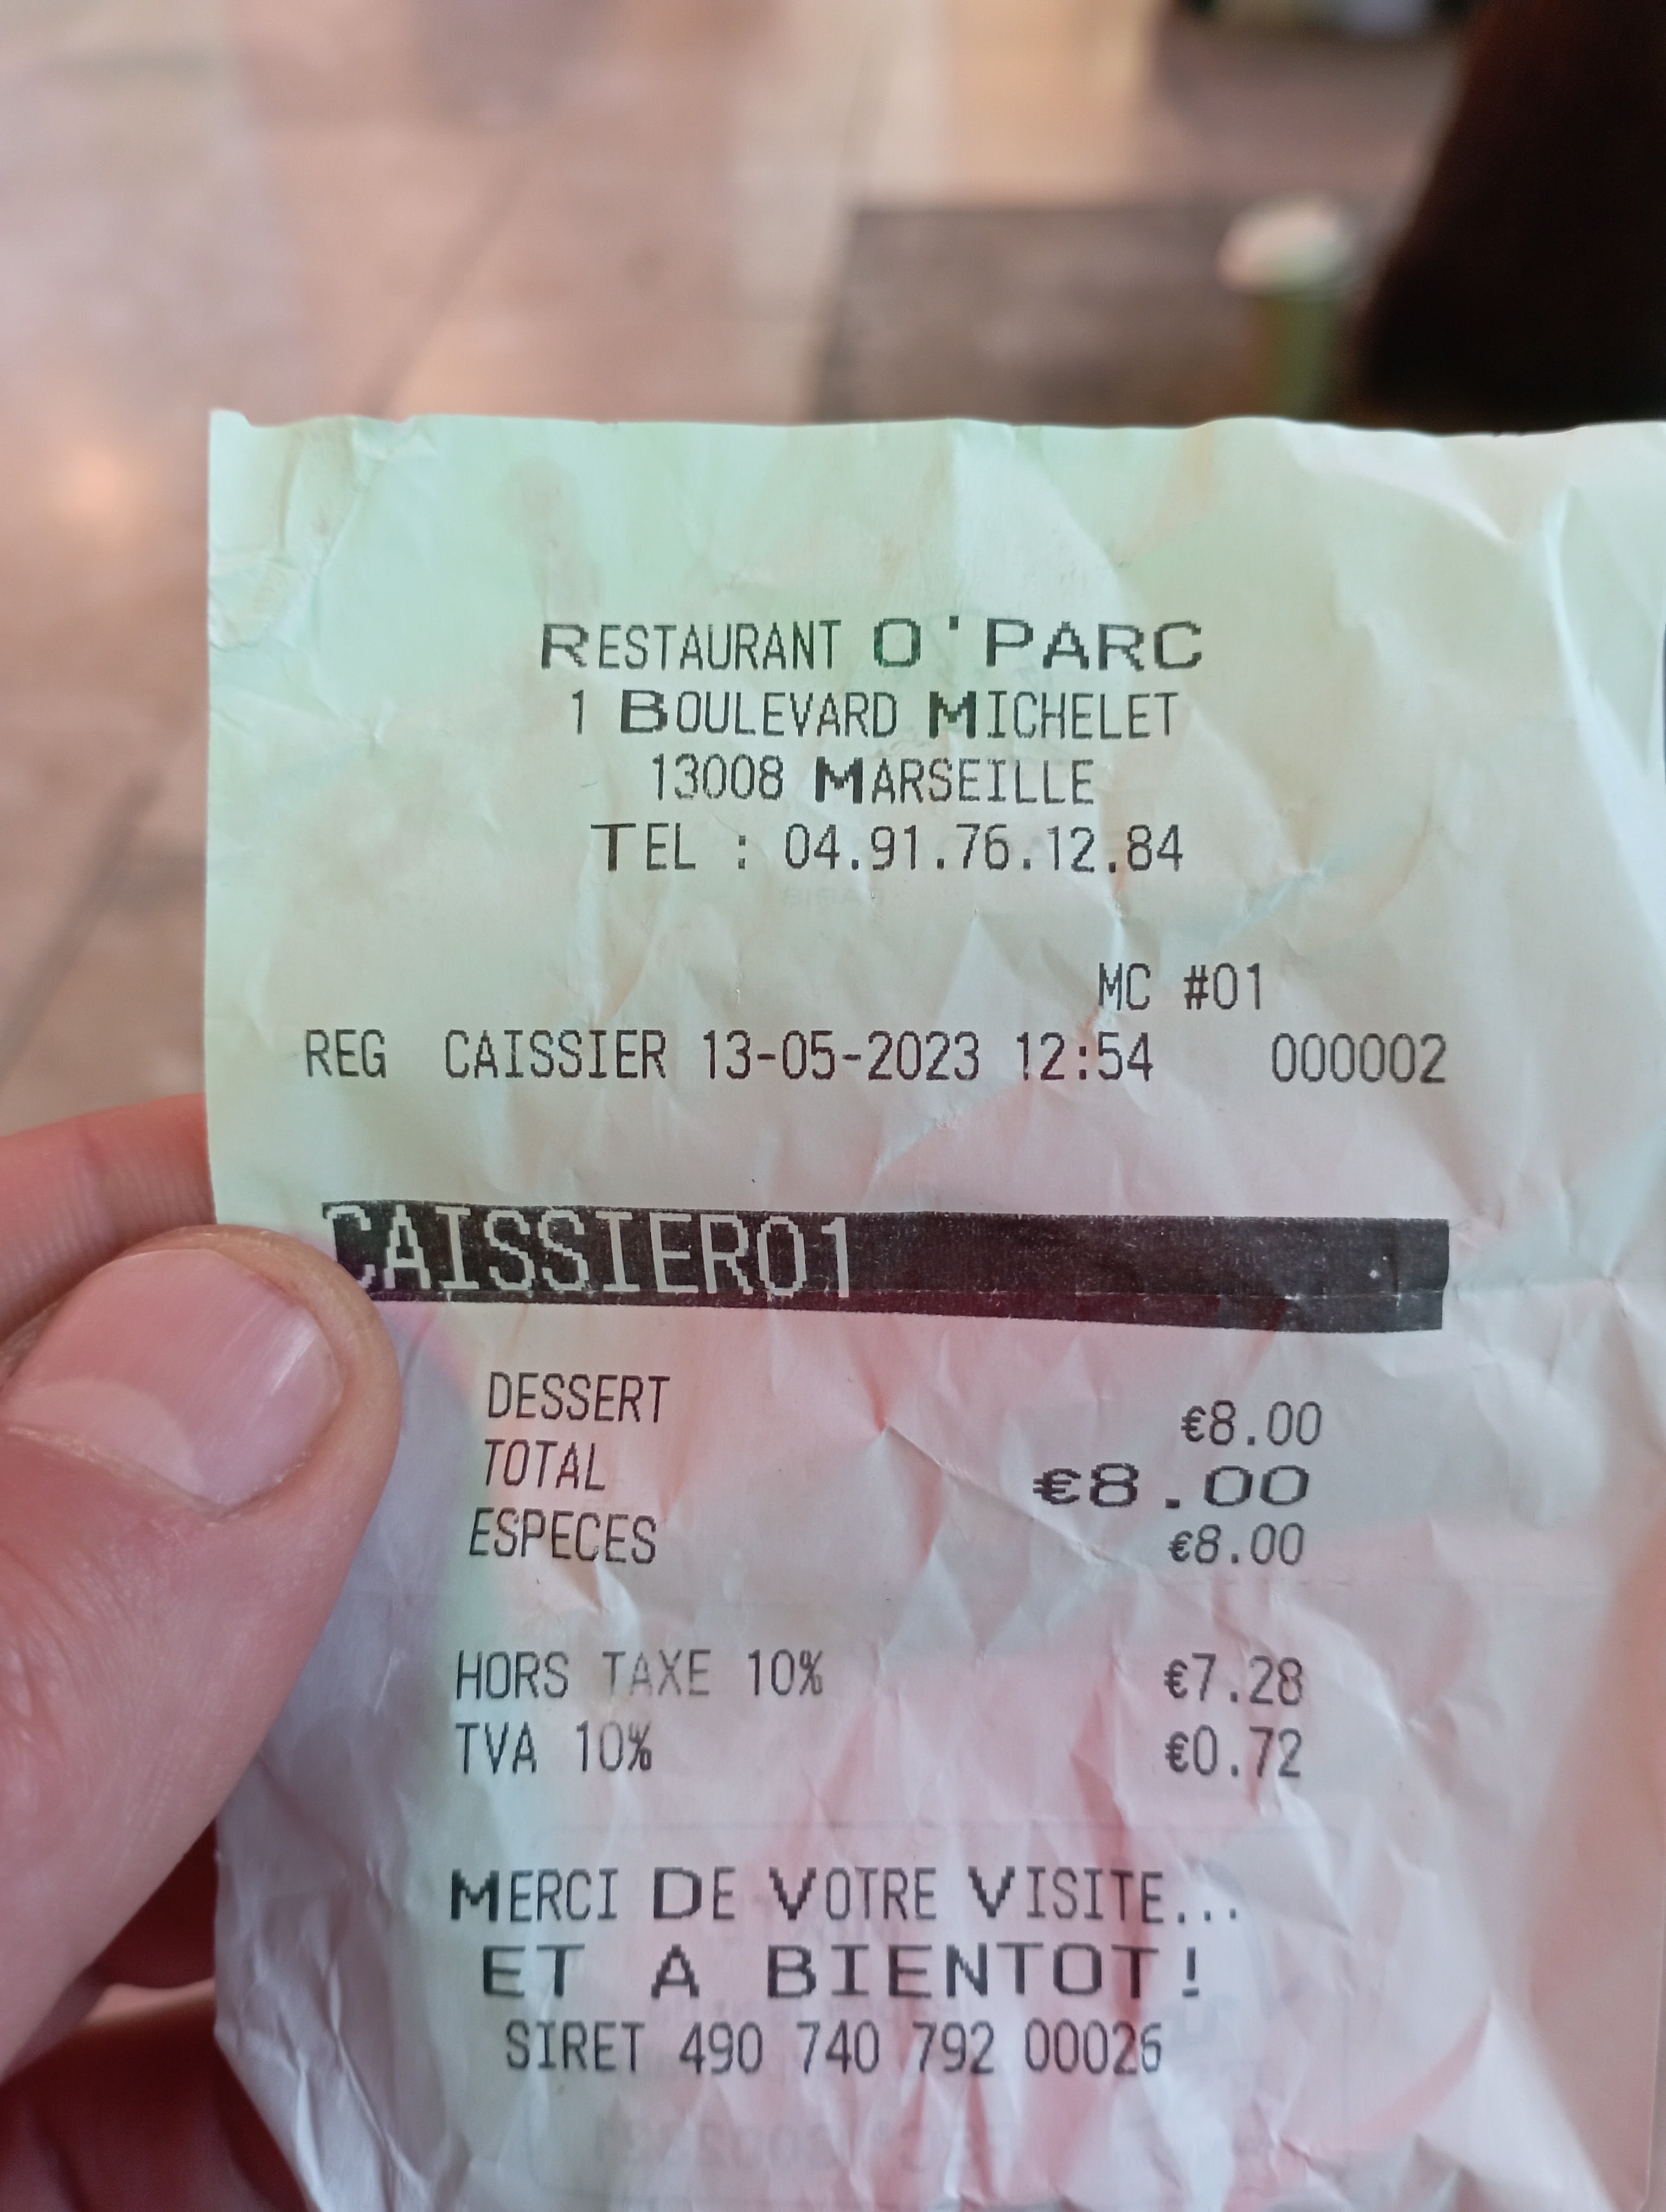 RESTAURANT O'PARC
1 BOULEVARD MICHELET
13008 MARSEILLE
TEL : 04.91.76.12.84
MC #01
REG CAISSIER 13-05-2023 12:54 000002
CAISSIER01
DESSERT €8.00
TOTAL €8.00
ESPECES €8.00
HORS TAXE 10% €7.28
TVA 10% €0.72
MERCI DE VOTRE VISITE...
ET A BIENTOT!
SIRET 490 740 792 00026